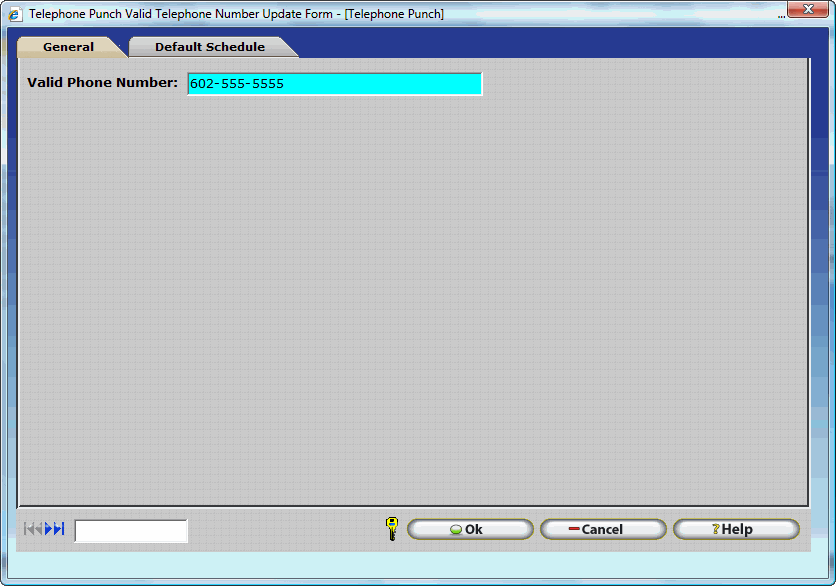 Telephone Punch Valid Telephone Number Update Form - [Telephone Punch]
...
General Default Schedule
Valid Phone Number: 602-555-5555
Ok Cancel ?Help